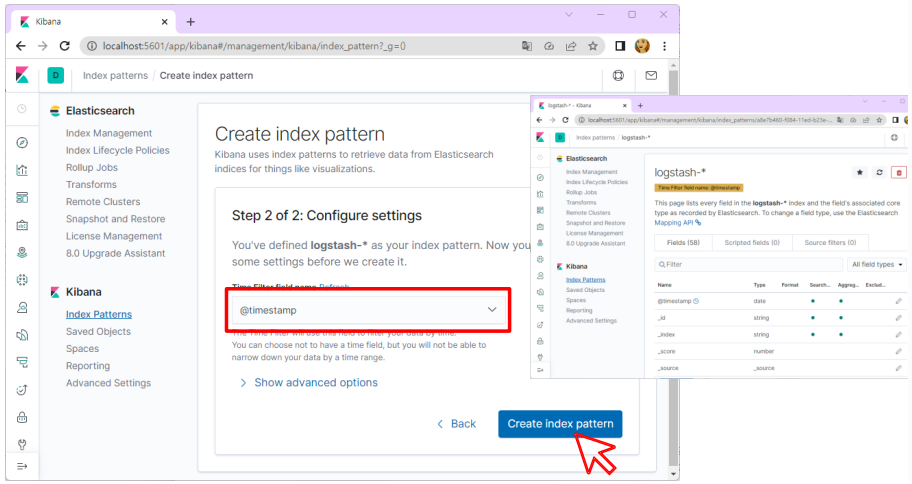 Kibana
localhost:5601/app/kibana#/management/kibana/index_pattern?_g=()
D
Index patterns / Create index pattern
Elasticsearch
Index Management
Index Lifecycle Policies
Rollup Jobs
Transforms
Remote Clusters
Snapshot and Restore
License Management
8.0 Upgrade Assistant
Kibana
Index Patterns
Saved Objects
Spaces
Reporting
Advanced Settings
Create index pattern
Kibana uses index patterns to retrieve data from Elasticsearch
indices for things like visualizations.
Step 2 of 2: Configure settings
You've defined logstash-* as your index pattern. Now you
some settings before we create it.
Time Filter field name Refresh
@timestamp
The Time Filter will use this field to filter your data by time.
You can choose not to have a time field, but you will not be able to
narrow down your data by a time range.
Show advanced options
Back
Create index pattern
logstash-* - Kibana
localhost:5601/app/kibana#/management/kibana/index_patterns/a8e7b460-f084-11ed-b23e-...
D
Index patterns / logstash-*
Elasticsearch
Index Management
Index Lifecycle Policies
Rollup Jobs
Transforms
Remote Clusters
Snapshot and Restore
License Management
8.0 Upgrade Assistant
Kibana
Index Patterns
Saved Objects
Spaces
Reporting
Advanced Settings
logstash-*
Time Filter field name: @timestamp
This page lists every field in the logstash-* index and the field's associated core
type as recorded by Elasticsearch. To change a field type, use the Elasticsearch
Mapping API
Fields (58)
Scripted fields (0)
Source filters (0)
Filter
All field types
Name Type Format Search... Aggreg... Exclud...
@timestamp date
_id string
_index string
_score number
_source _source